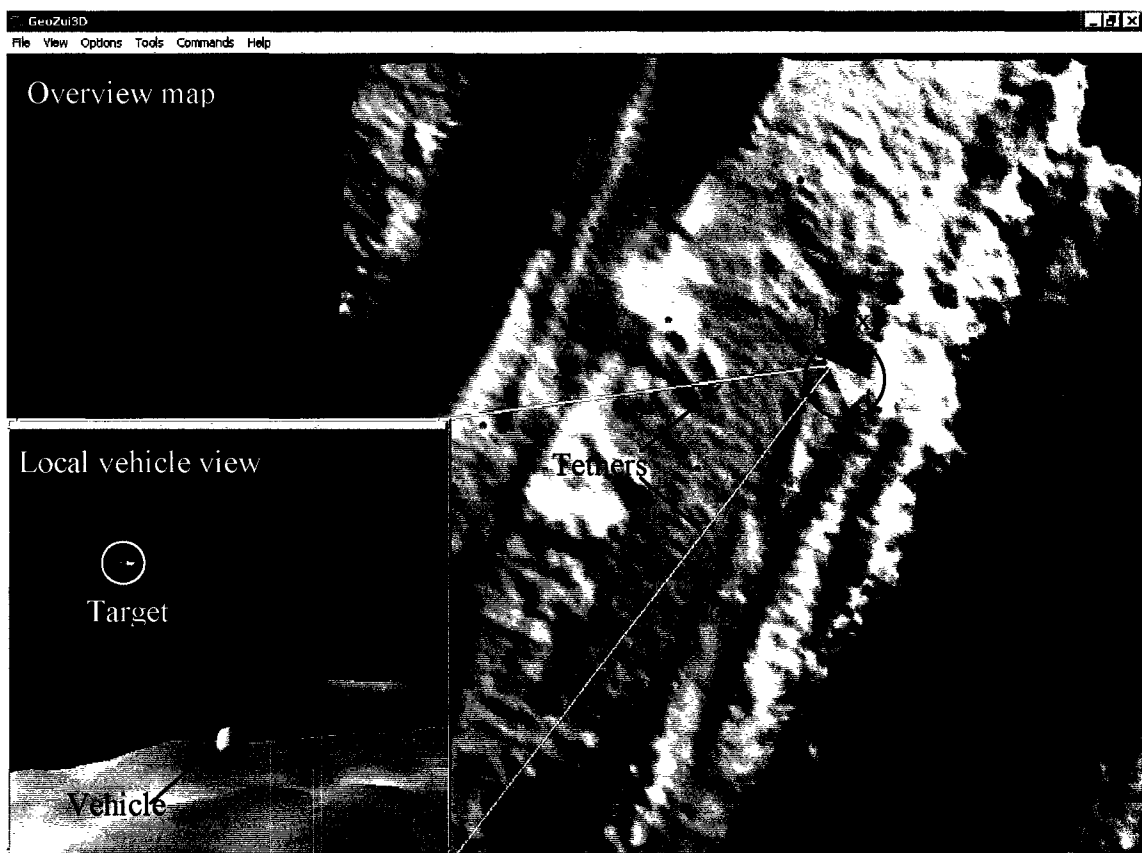 GeoZui3D
File View Options Tools Commands Help
Overview map
Tethers
Local vehicle view
Target
Vehicle